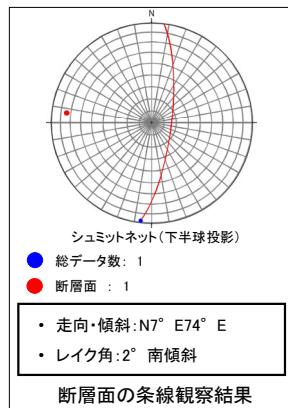 N
シュミットネット(下半球投影)
総データ数: 1
断層面 : 1
・ 走向・傾斜:N7° E74° E
・ レイク角:2° 南傾斜
断層面の条線観察結果